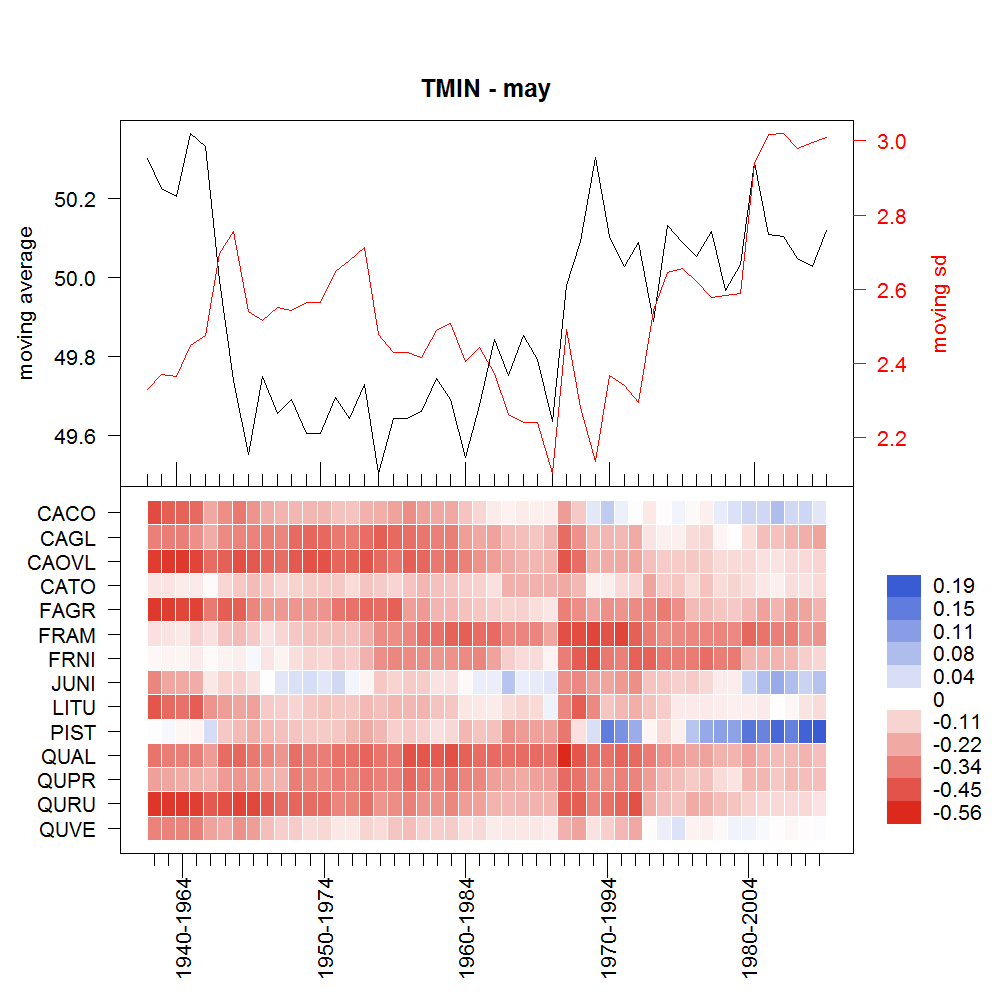 TMIN - may
moving average
50.2
50.0
49.8
49.6
3.0
2.8
2.6
2.4
2.2
moving sd
CACO
CAGL
CAOVL
CATO
FAGR
FRAM
FRNI
JUNI
LITU
PIST
QUAL
QUPR
QURU
QUVE
0.19
0.15
0.11
0.08
0.04
0
-0.11
-0.22
-0.34
-0.45
-0.56
1940-1964
1950-1974
1960-1984
1970-1994
1980-2004